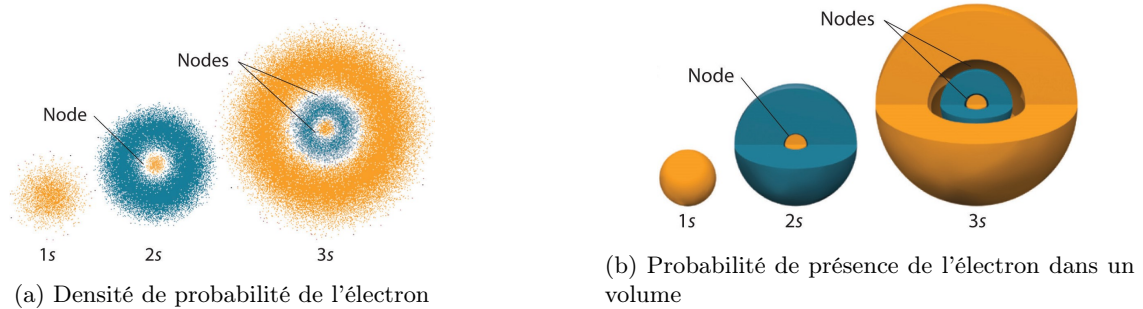 Nodes
Node
1s
2s
3s
(a) Densité de probabilité de l'électron
Nodes
Node
1s
2s
3s
(b) Probabilité de présence de l'électron dans un
volume